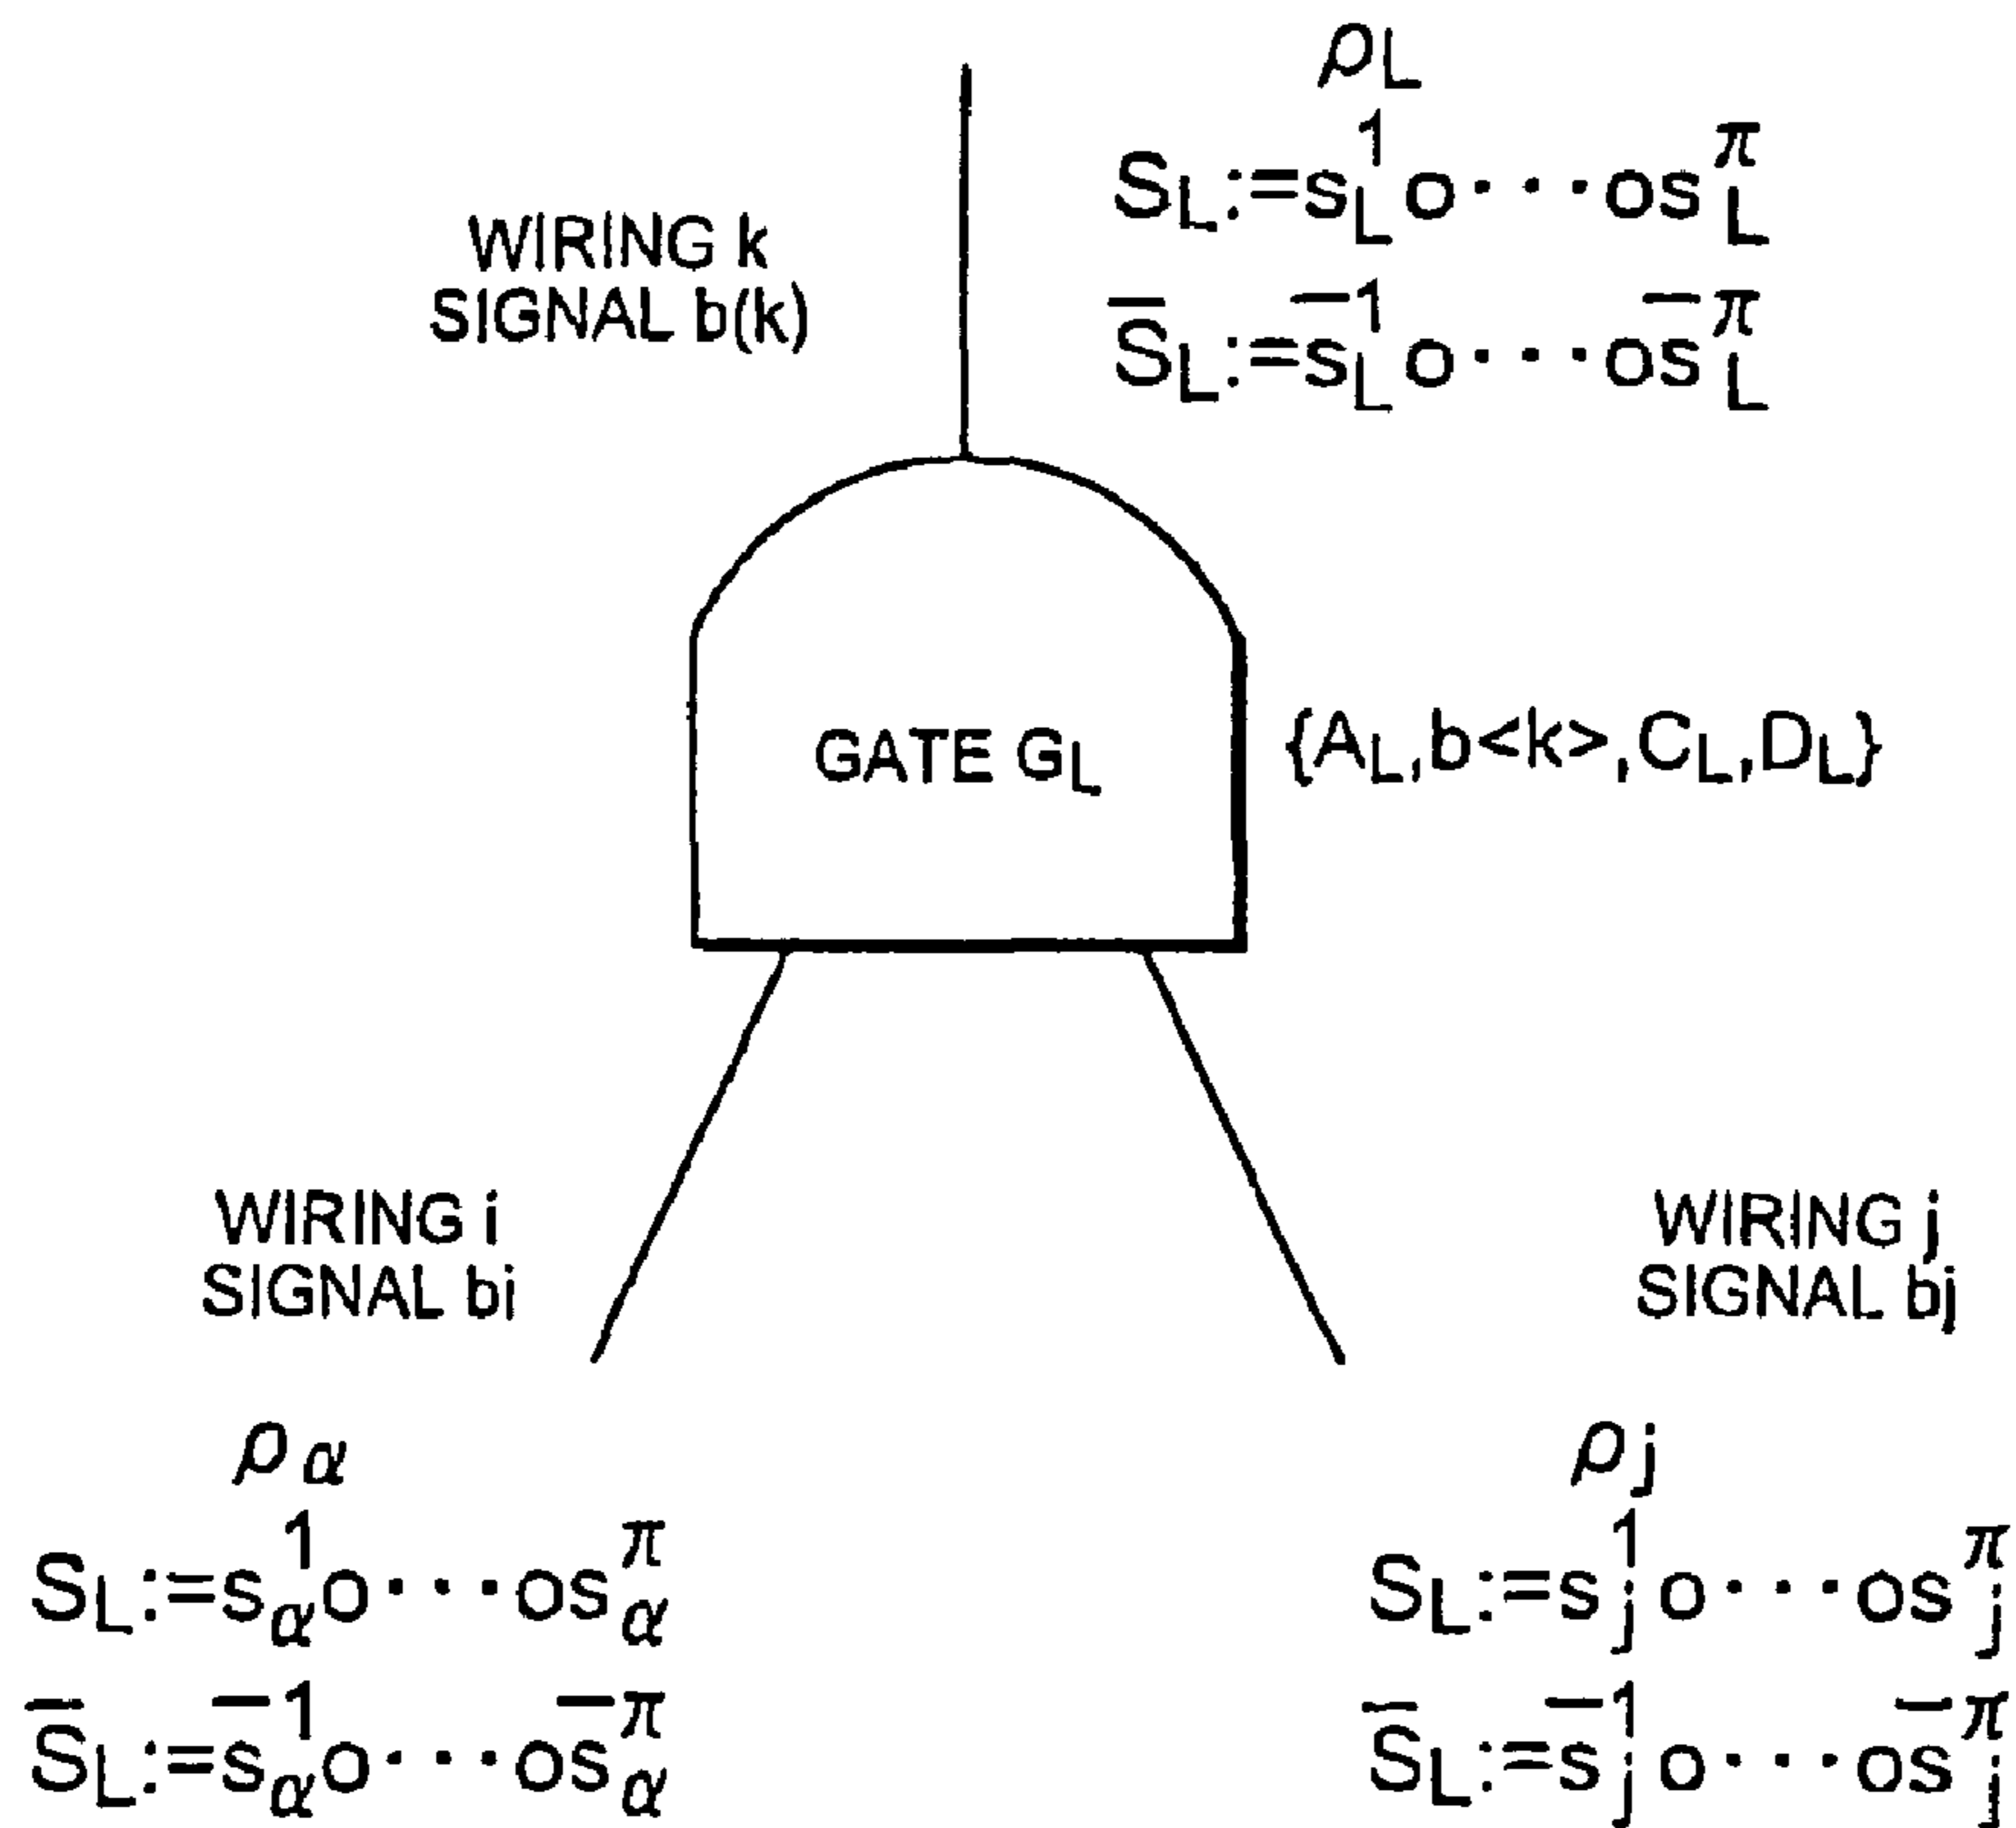 ρL
SL:=s1Lo···osπL
S̅L:=s̅1Lo···os̅πL
WIRING k
SIGNAL b(k)
GATE GL
{AL,b<k>,CL,DL}
WIRING i
SIGNAL bi
WIRING j
SIGNAL bj
ρα
SL:=s1αo···osπα
S̅L:=s̅1αo···os̅πα
ρj
SL:=s1jo···osπj
S̅L:=s̅1jo···os̅πj